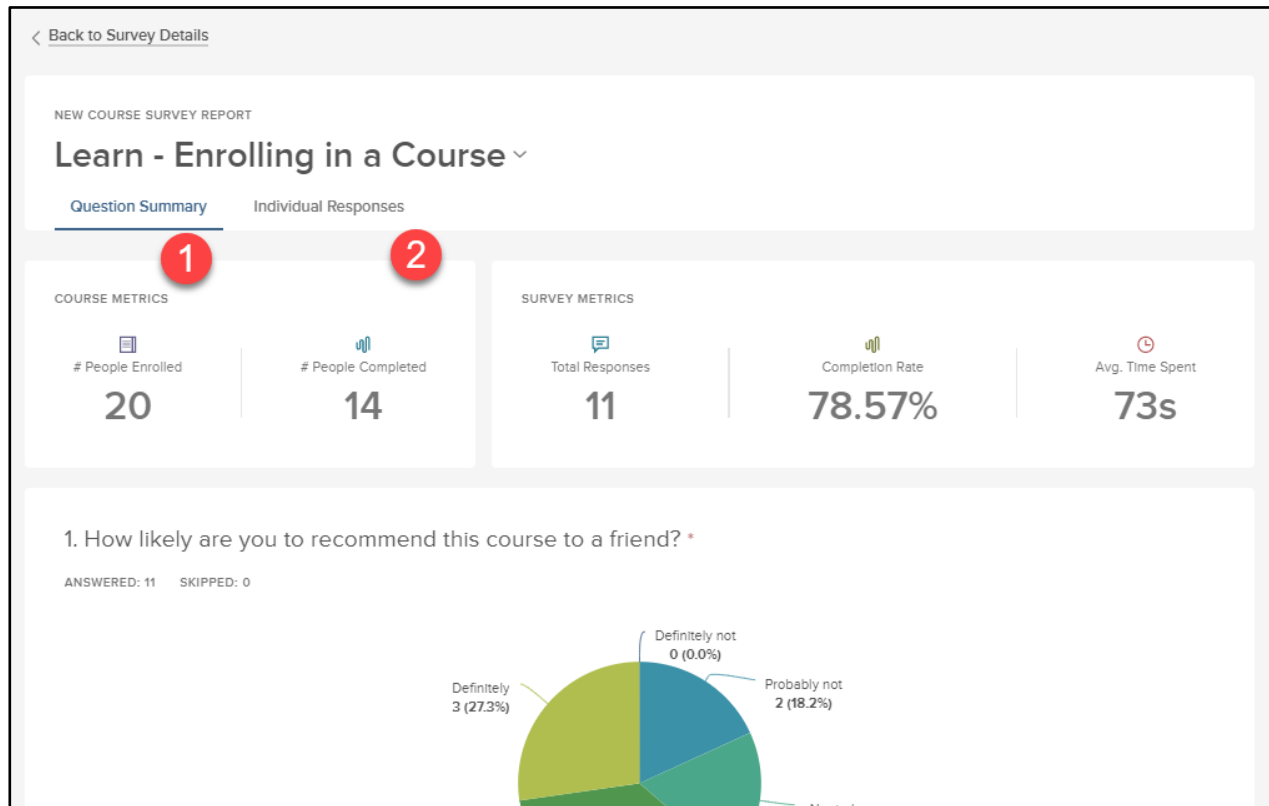 Back to Survey Details
NEW COURSE SURVEY REPORT
Learn - Enrolling in a Course
Question Summary
Individual Responses
1
2
COURSE METRICS
# People Enrolled
20
# People Completed
14
SURVEY METRICS
Total Responses
11
Completion Rate
78.57%
Avg. Time Spent
73s
1. How likely are you to recommend this course to a friend? *
ANSWERED: 11 SKIPPED: 0
Definitely not
0 (0.0%)
Probably not
2 (18.2%)
Definitely
3 (27.3%)